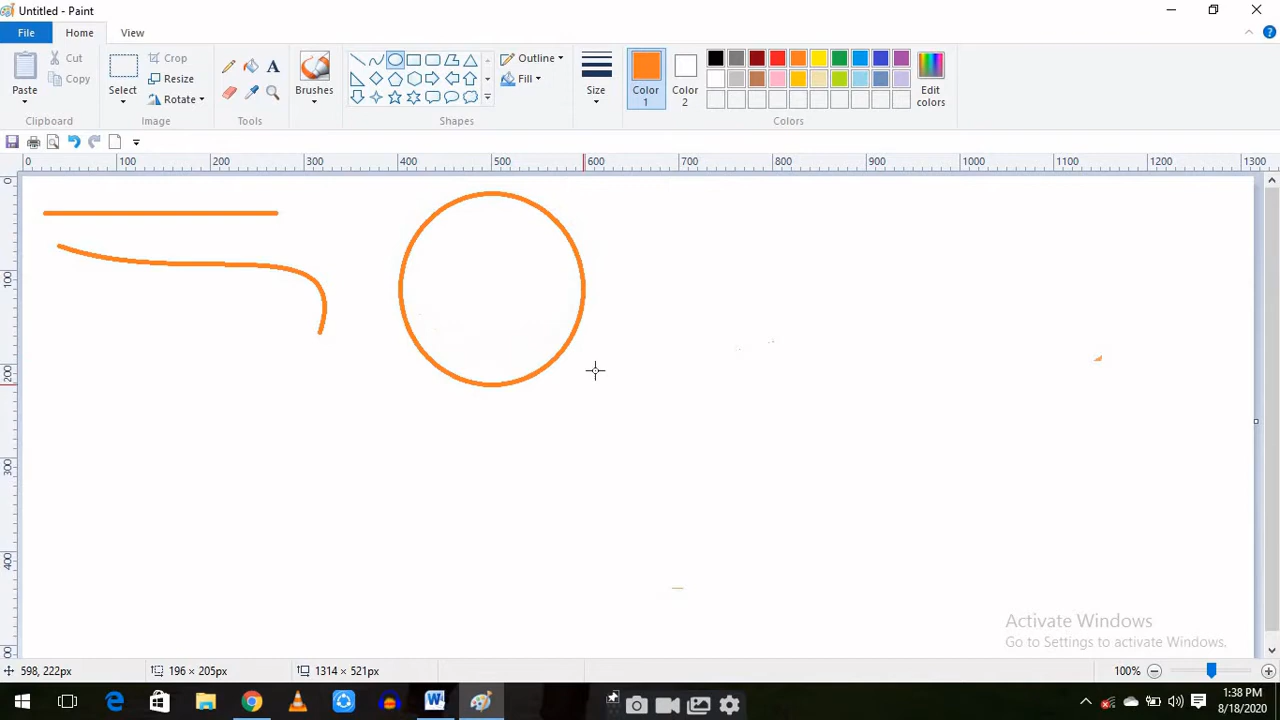 Untitled - Paint
File
Home
View
Paste
Cut
Copy
Clipboard
Select
Crop
Resize
Rotate
Image
A
Tools
Brushes
Shapes
Outline
Fill
Size
Color
1
Color
2
Edit
colors
Colors
0 100 200 300 400 500 600 700 800 900 1000 1100 1200 1300
0
100
200
300
400
Activate Windows
Go to Settings to activate Windows.
598, 222px
196 × 205px
1314 × 521px
100%
1:38 PM
8/18/2020